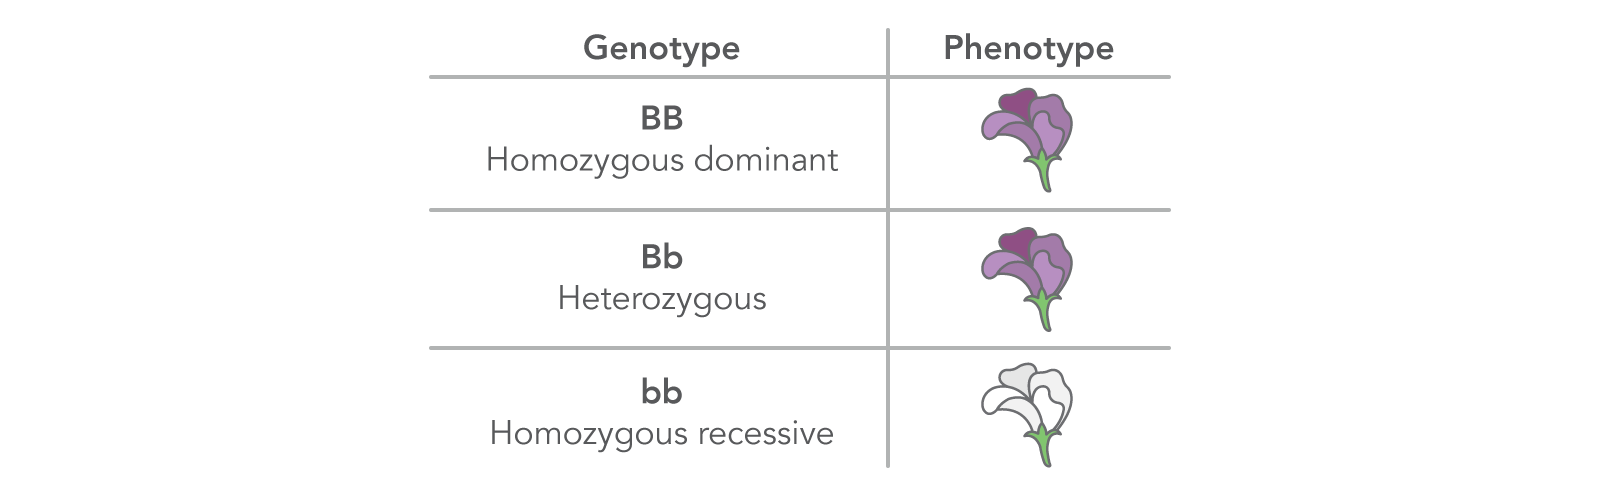 Genotype Phenotype
BB
Homozygous dominant
Bb
Heterozygous
bb
Homozygous recessive